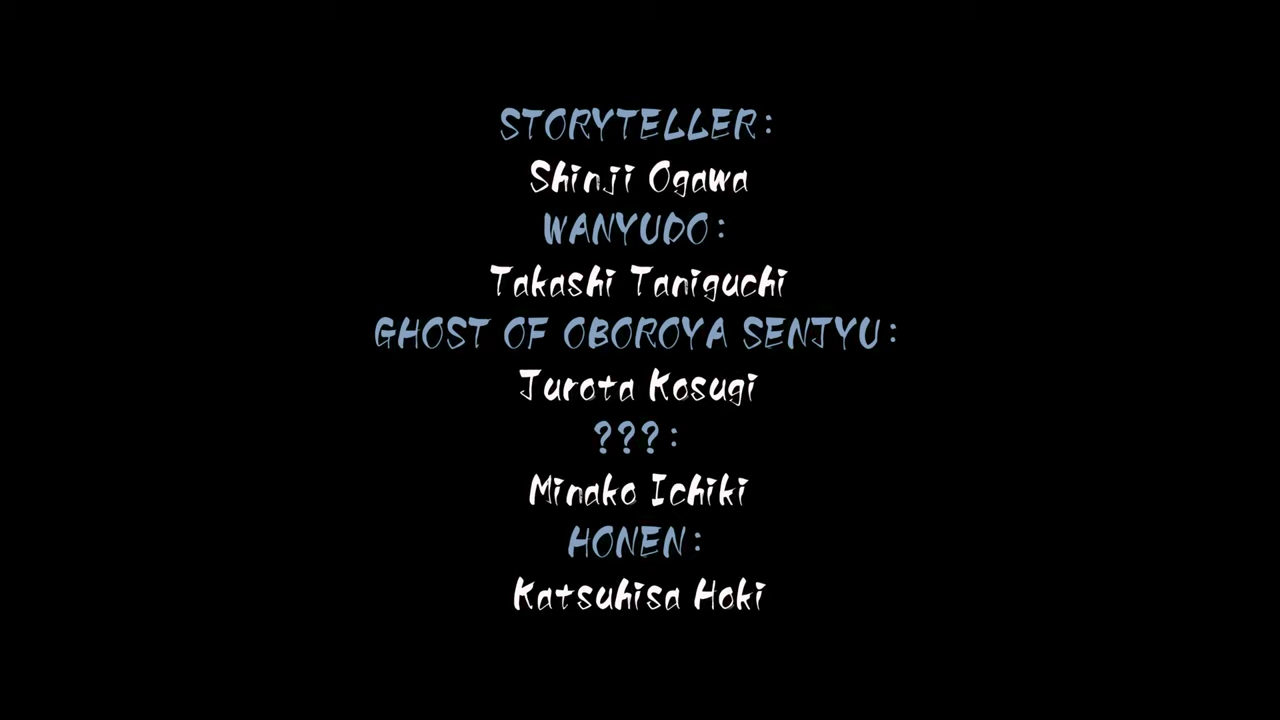 STORYTELLER:
Shinji Ogawa
WANYUDO:
Takashi Taniguchi
GHOST OF OBOROYA SENJYU:
Jurota Kosugi
???:
Minako Ichiki
HONEN:
Katsuhisa Hoki